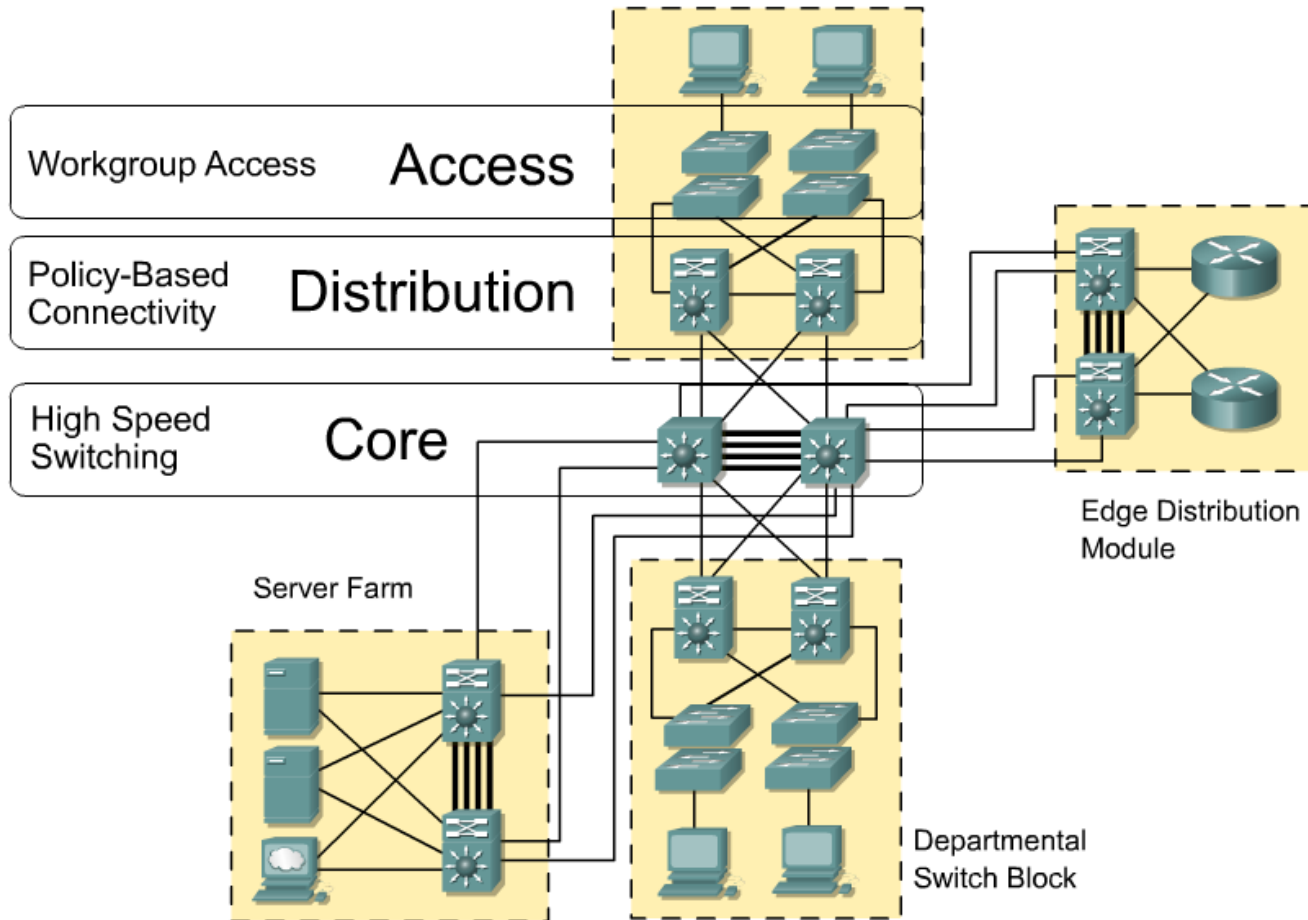 Workgroup Access
Access
Policy-Based
Connectivity
Distribution
High Speed
Switching
Core
Edge Distribution
Module
Server Farm
Departmental
Switch Block